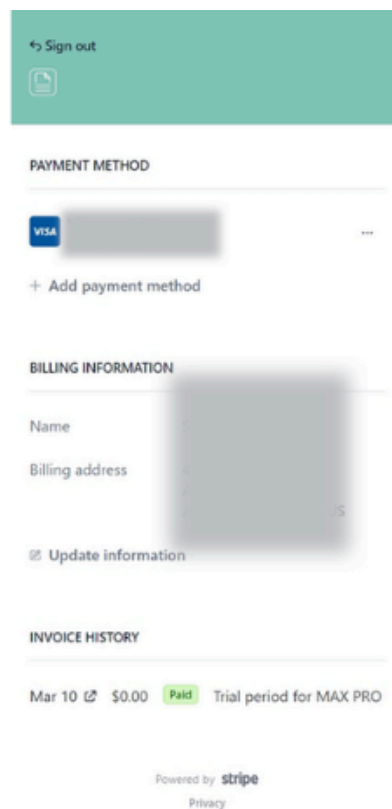 Sign out
PAYMENT METHOD
VISA
...
+ Add payment method
BILLING INFORMATION
Name
Billing address
US
Update information
INVOICE HISTORY
Mar 10 $0.00 Paid Trial period for MAX PRO
Powered by stripe
Privacy